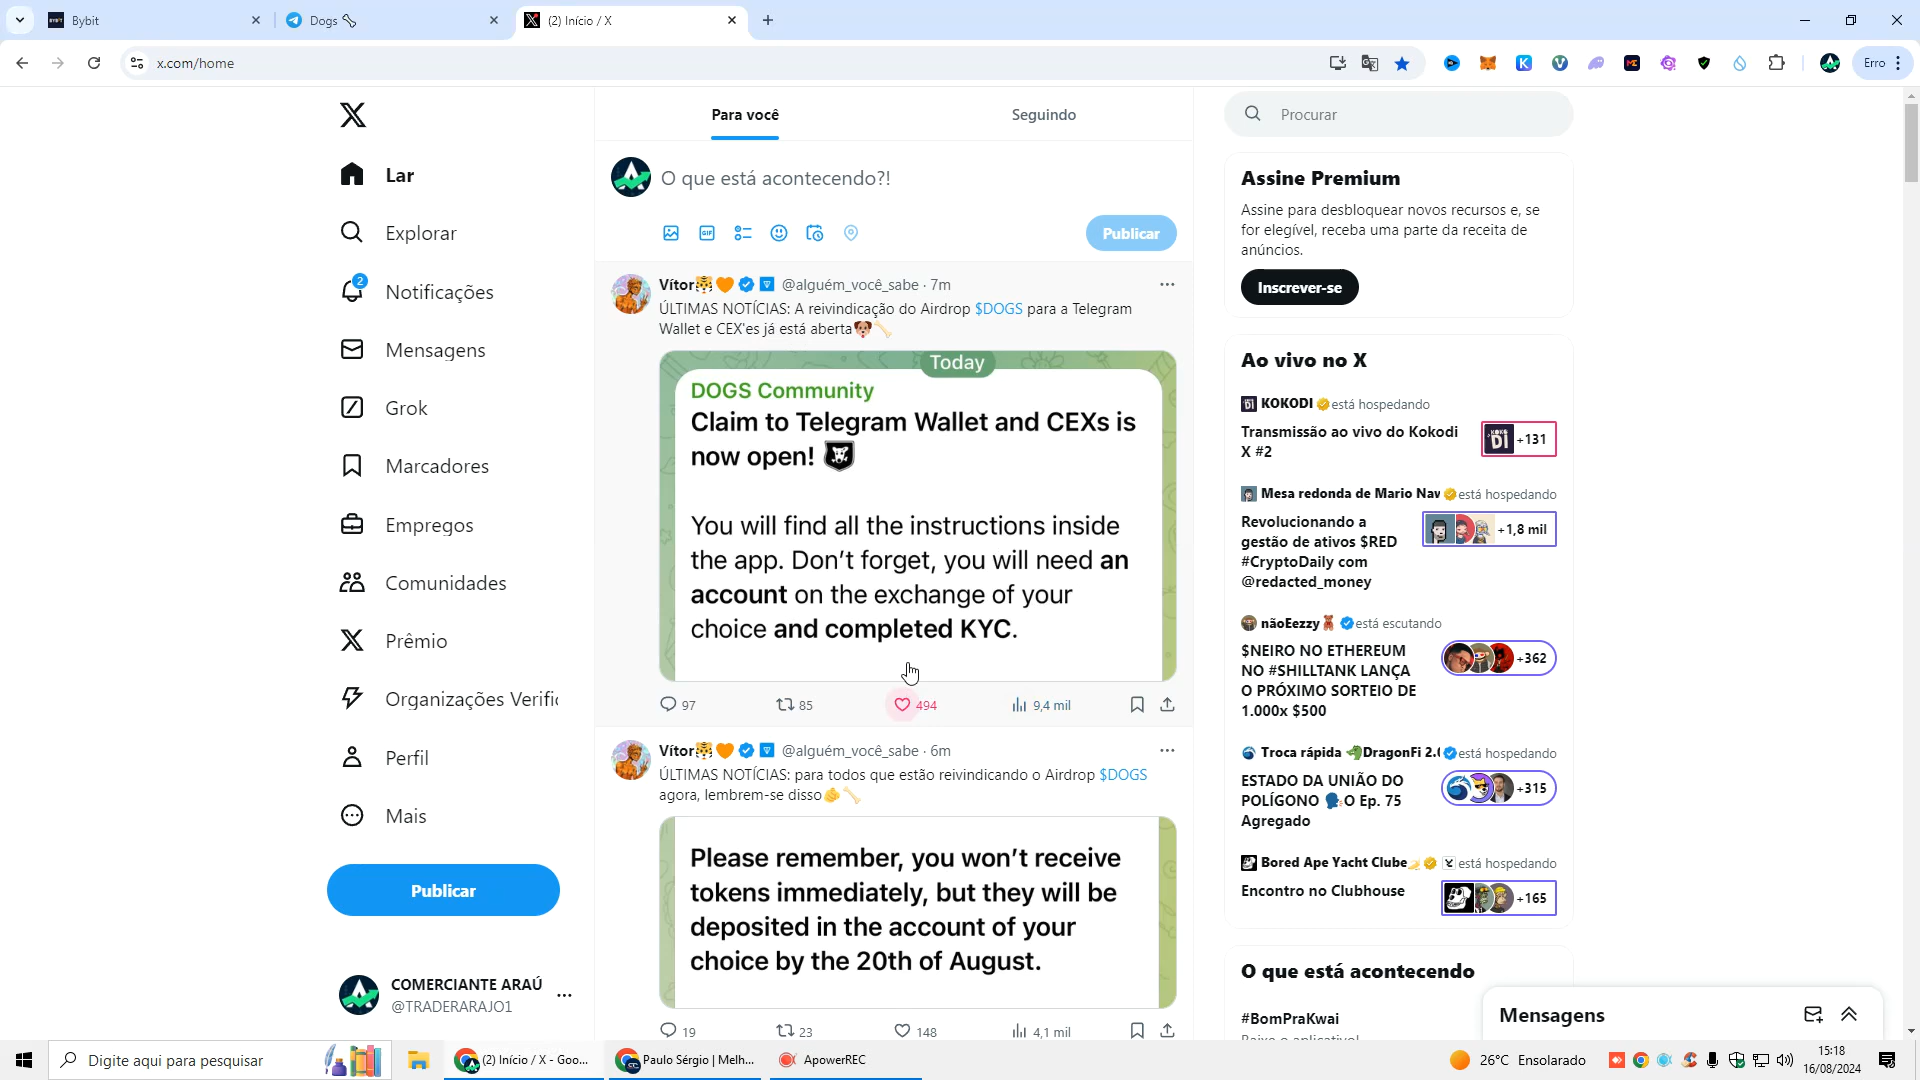 Bybit
Dogs
(2) Início / X
x.com/home
Erro
Para você
Seguindo
Procurar
O que está acontecendo?!
GIF
Publicar
Lar
Explorar
2
Notificações
Mensagens
Grok
Marcadores
Empregos
Comunidades
Prêmio
Organizações Verific
Perfil
Mais
Publicar
COMERCIANTE ARAÚ
@TRADERARAJO1
Vítor @alguém_você_sabe · 7m
ÚLTIMAS NOTÍCIAS: A reivindicação do Airdrop $DOGS para a Telegram
Wallet e CEX'es já está aberta
Today
DOGS Community
Claim to Telegram Wallet and CEXs is
now open!
You will find all the instructions inside
the app. Don't forget, you will need an
account on the exchange of your
choice and completed KYC.
97 85 494 9,4 mil
Vítor @alguém_você_sabe · 6m
ÚLTIMAS NOTÍCIAS: para todos que estão reivindicando o Airdrop $DOGS
agora, lembrem-se disso
Please remember, you won't receive
tokens immediately, but they will be
deposited in the account of your
choice by the 20th of August.
19 23 148 4,1 mil
Assine Premium
Assine para desbloquear novos recursos e, se
for elegível, receba uma parte da receita de
anúncios.
Inscrever-se
Ao vivo no X
KOKODI está hospedando
Transmissão ao vivo do Kokodi
X #2
+131
Mesa redonda de Mario Naw está hospedando
Revolucionando a
gestão de ativos $RED
#CryptoDaily com
@redacted_money
+1,8 mil
nãoEezzy está escutando
$NEIRO NO ETHEREUM
NO #SHILLTANK LANÇA
O PRÓXIMO SORTEIO DE
1.000x $500
+362
Troca rápida DragonFi 2.0 está hospedando
ESTADO DA UNIÃO DO
POLÍGONO O Ep. 75
Agregado
+315
Bored Ape Yacht Clube está hospedando
Encontro no Clubhouse
+165
O que está acontecendo
#BomPraKwai
Mensagens
Digite aqui para pesquisar
(2) Início / X - Goo...
Paulo Sérgio | Melh...
ApowerREC
26°C Ensolarado
15:18
16/08/2024